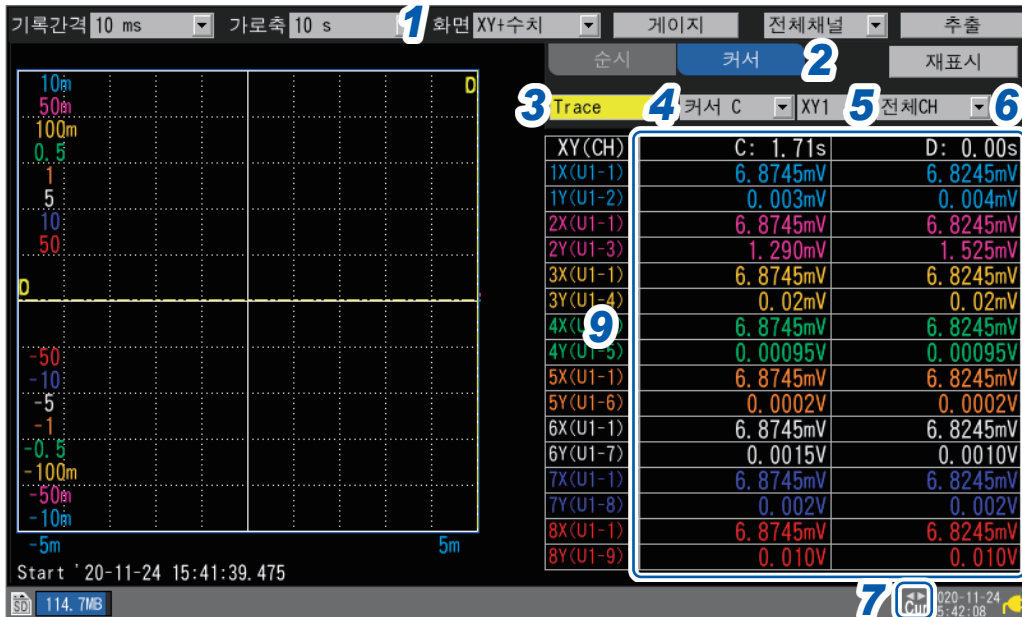 기록간격 10 ms 가로축 10 s 1 화면 XY+수치 게이지 전체채널 추출
순시 커서 2 재표시
3 Trace 4 커서 C XY1 5 전체CH 6
10m
50m
100m
0.5
1
5
10
50
-50
-10
-5
-1
-0.5
-100m
-50m
-10m
-5m 5m
D
D
XY(CH) C: 1.71s D: 0.00s
1X(U1-1) 6.8745mV 6.8245mV
1Y(U1-2) 0.003mV 0.004mV
2X(U1-1) 6.8745mV 6.8245mV
2Y(U1-3) 1.290mV 1.525mV
3X(U1-1) 6.8745mV 6.8245mV
3Y(U1-4) 0.02mV 0.02mV
9
4X(U 6.8745mV 6.8245mV
4Y(U1-5) 0.00095V 0.00095V
5X(U1-1) 6.8745mV 6.8245mV
5Y(U1-6) 0.0002V 0.0002V
6X(U1-1) 6.8745mV 6.8245mV
6Y(U1-7) 0.0015V 0.0010V
7X(U1-1) 6.8745mV 6.8245mV
7Y(U1-8) 0.002V 0.002V
8X(U1-1) 6.8745mV 6.8245mV
8Y(U1-9) 0.010V 0.010V
Start '20-11-24 15:41:39.475
SD 114.7MB 7 Cur 020-11-24
5:42:08